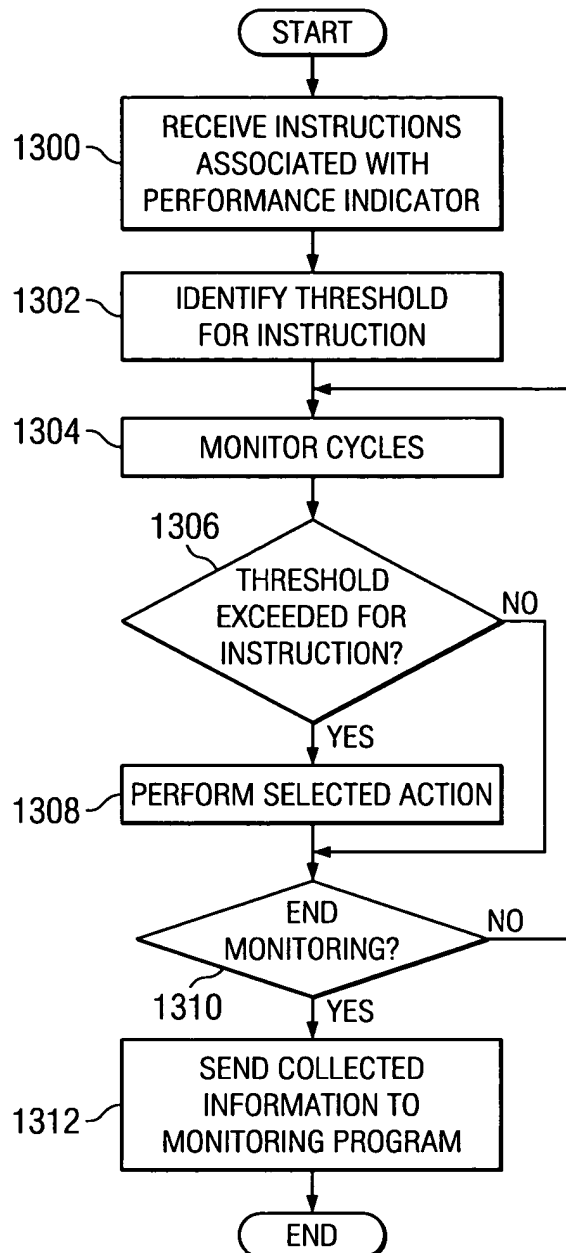 START
1300
RECEIVE INSTRUCTIONS
ASSOCIATED WITH
PERFORMANCE INDICATOR
1302
IDENTIFY THRESHOLD
FOR INSTRUCTION
1304
MONITOR CYCLES
1306
THRESHOLD
EXCEEDED FOR
INSTRUCTION?
NO
YES
1308
PERFORM SELECTED ACTION
END
MONITORING?
NO
1310
YES
1312
SEND COLLECTED
INFORMATION TO
MONITORING PROGRAM
END